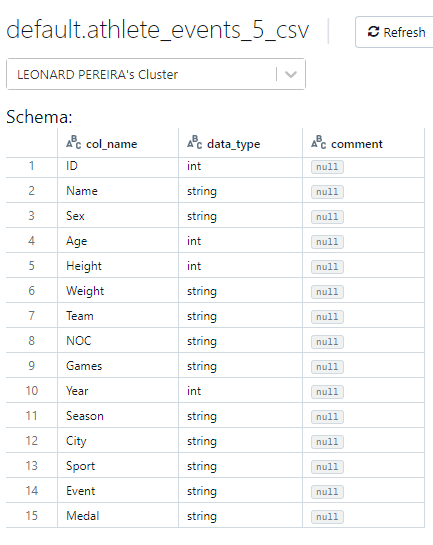 default.athlete_events_5_csv
Refresh
LEONARD PEREIRA's Cluster
Schema:
ABC col_name ABC data_type ABC comment
1 ID int null
2 Name string null
3 Sex string null
4 Age int null
5 Height int null
6 Weight string null
7 Team string null
8 NOC string null
9 Games string null
10 Year int null
11 Season string null
12 City string null
13 Sport string null
14 Event string null
15 Medal string null